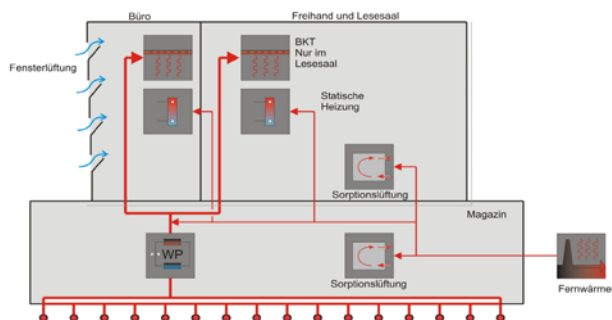 Büro
Freihand und Lesesaal
Fensterlüftung
BKT
Nur im
Lesesaal
Statische
Heizung
Sorptionslüftung
Magazin
WP
Sorptionslüftung
Fernwärme